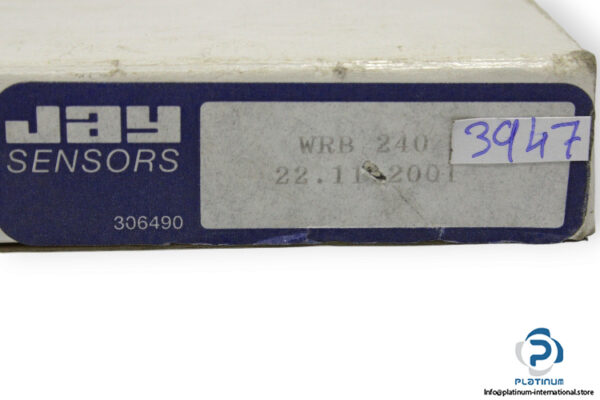 Jay
SENSORS
306490
WRB 240
22.11.2001
3947
PLATINUM
Info@platinum-international.store